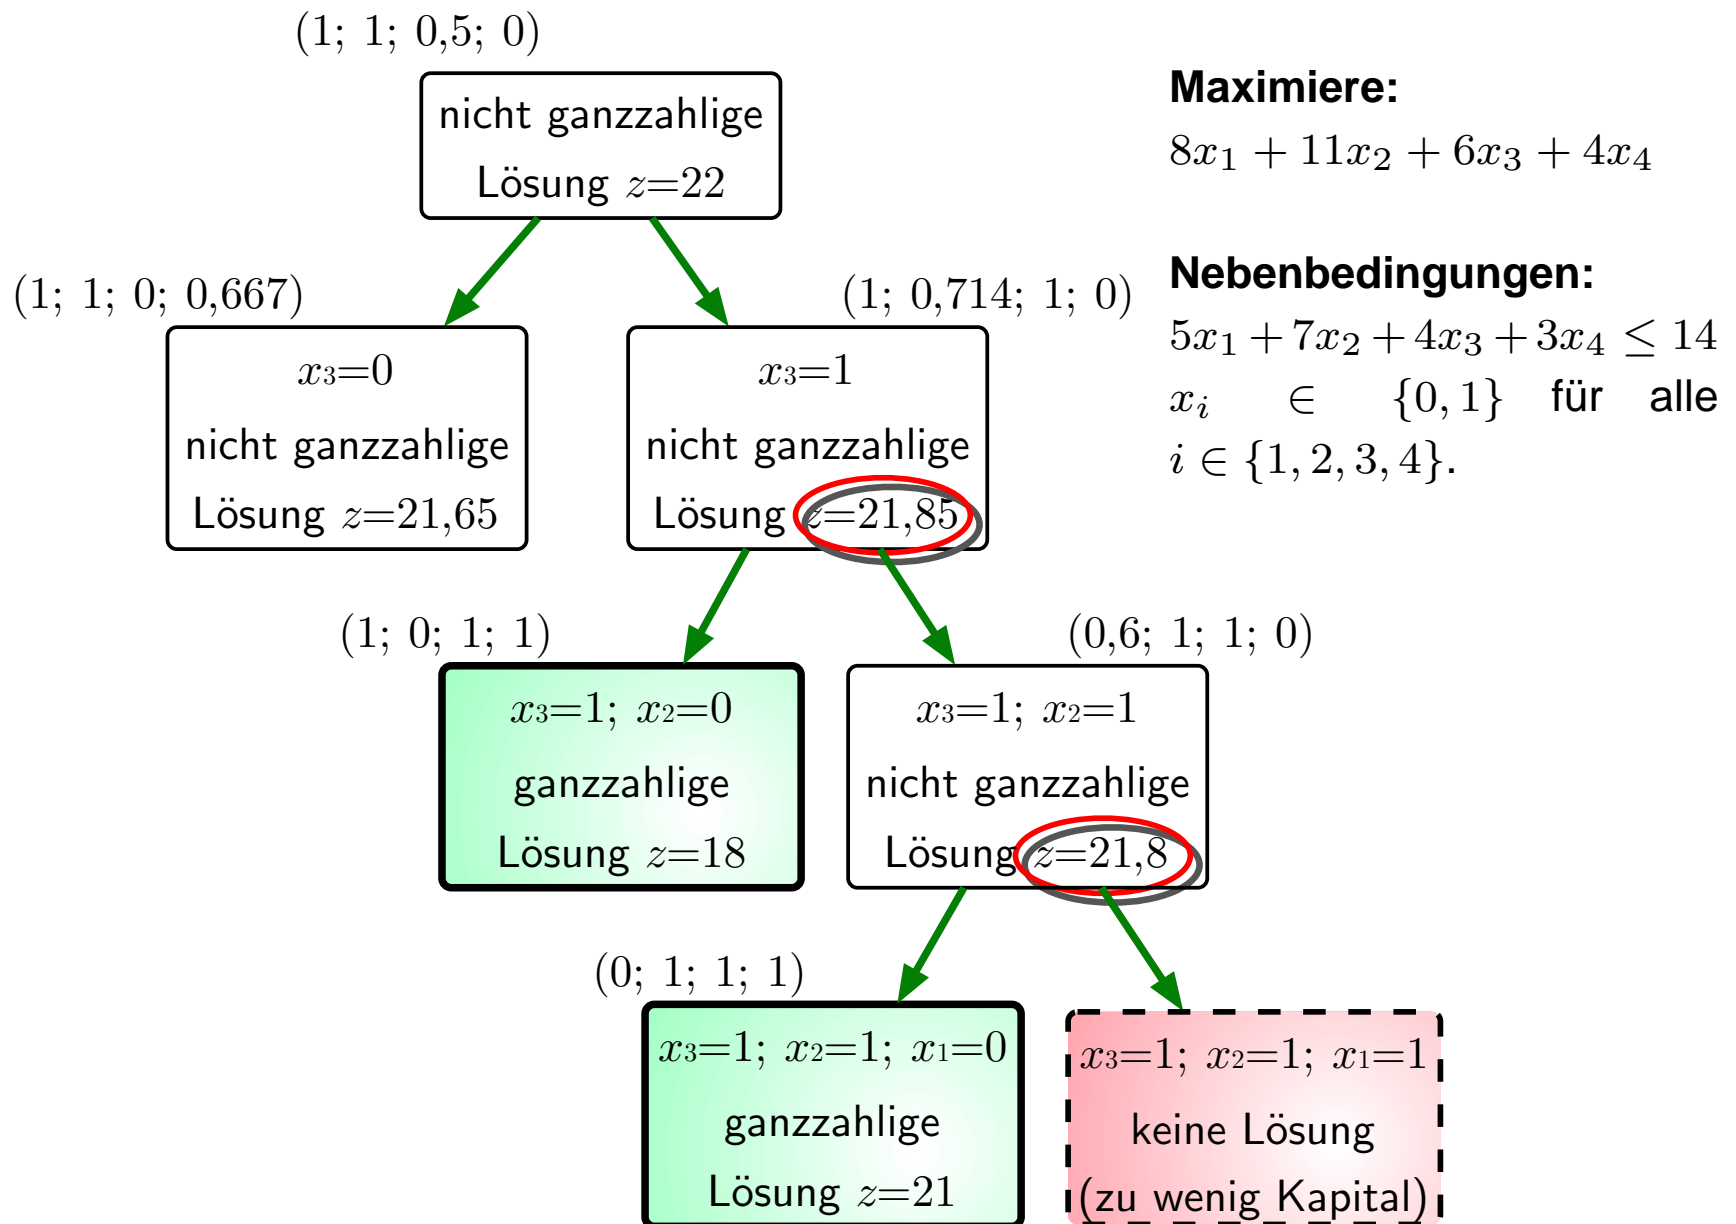 (1; 1; 0,5; 0)
nicht ganzzahlige
Lösung z=22
Maximiere:
8x₁ + 11x₂ + 6x₃ + 4x₄
Nebenbedingungen:
5x₁ + 7x₂ + 4x₃ + 3x₄ ≤ 14
xᵢ ∈ {0, 1} für alle
i ∈ {1, 2, 3, 4}.
(1; 1; 0; 0,667)
x₃=0
nicht ganzzahlige
Lösung z=21,65
(1; 0,714; 1; 0)
x₃=1
nicht ganzzahlige
Lösung z=21,85
(1; 0; 1; 1)
x₃=1; x₂=0
ganzzahlige
Lösung z=18
(0,6; 1; 1; 0)
x₃=1; x₂=1
nicht ganzzahlige
Lösung z=21,8
(0; 1; 1; 1)
x₃=1; x₂=1; x₁=0
ganzzahlige
Lösung z=21
x₃=1; x₂=1; x₁=1
keine Lösung
(zu wenig Kapital)